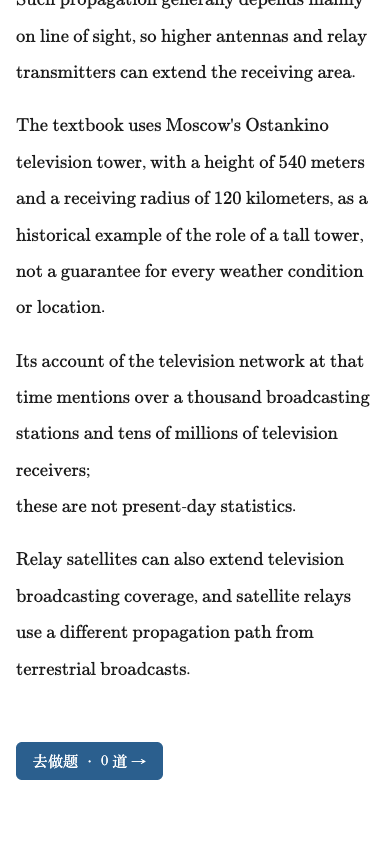 Such propagation generally depends mainly
on line of sight, so higher antennas and relay
transmitters can extend the receiving area.
The textbook uses Moscow's Ostankino
television tower, with a height of 540 meters
and a receiving radius of 120 kilometers, as a
historical example of the role of a tall tower,
not a guarantee for every weather condition
or location.
Its account of the television network at that
time mentions over a thousand broadcasting
stations and tens of millions of television
receivers;
these are not present-day statistics.
Relay satellites can also extend television
broadcasting coverage, and satellite relays
use a different propagation path from
terrestrial broadcasts.
去做题 · 0 道 →